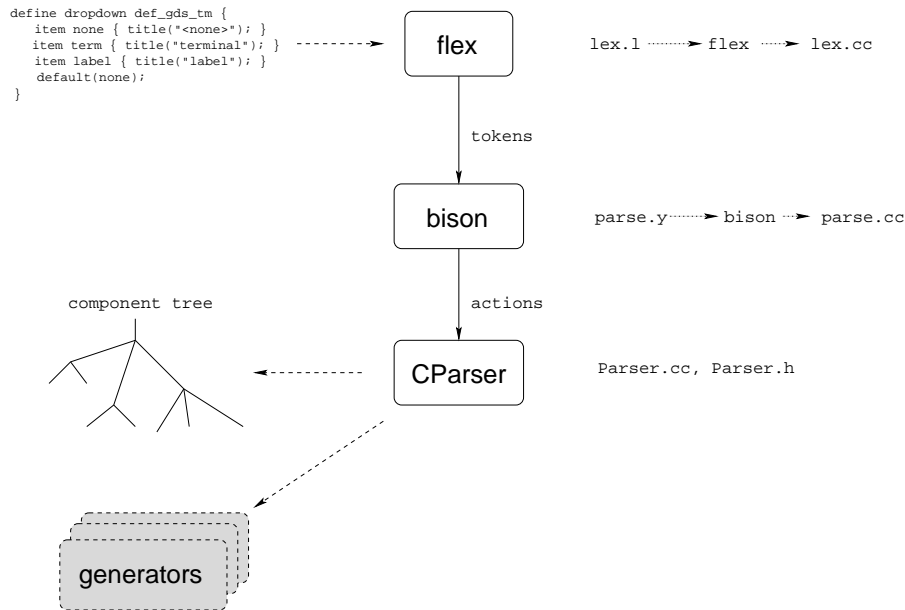 define dropdown def_gds_tm {
item none { title("<none>"); }
item term { title("terminal"); }
item label { title("label"); }
default(none);
}
flex
lex.l flex lex.cc
tokens
bison
parse.y bison parse.cc
actions
component tree
CParser
Parser.cc, Parser.h
generators